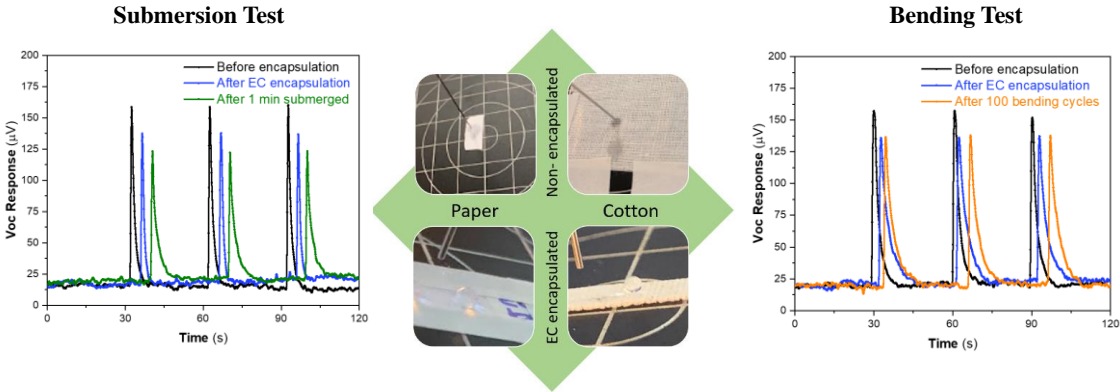 Submersion Test
Voc Response (μV)
200
175
150
125
100
75
50
25
0
Before encapsulation
After EC encapsulation
After 1 min submerged
0
30
60
90
120
Time (s)
Non- encapsulated
Paper
Cotton
EC encapsulated
Bending Test
Voc Response (μV)
200
175
150
125
100
75
50
25
0
Before encapsulation
After EC encapsulation
After 100 bending cycles
0
30
60
90
120
Time (s)